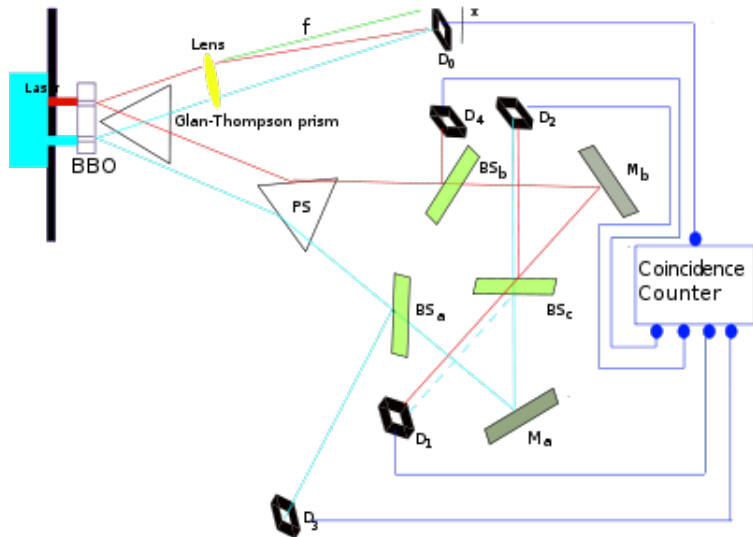 f
x
Lens
D0
Laser
Glan-Thompson prism
D4
D2
BBO
BSb
Mb
PS
Coincidence
Counter
BSa
BSc
D1
Ma
D3